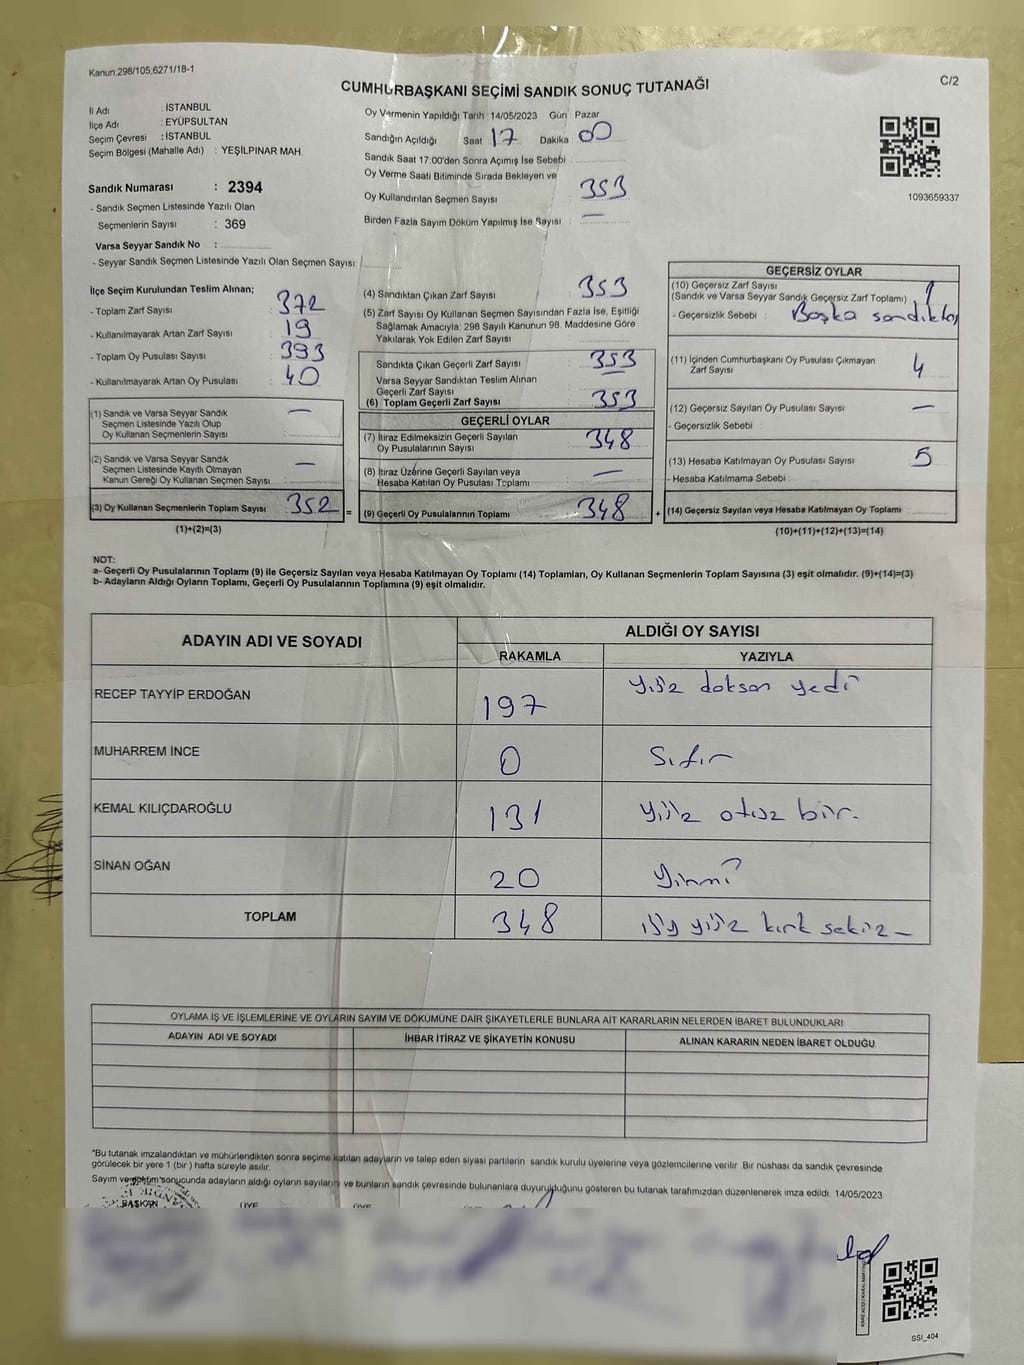 Kanun;298/105;6271/18-1
C/2
CUMHURBAŞKANI SEÇİMİ SANDIK SONUÇ TUTANAĞI
İl Adı : İSTANBUL
İlçe Adı : EYÜPSULTAN
Seçim Çevresi : İSTANBUL
Seçim Bölgesi (Mahalle Adı) : YEŞİLPINAR MAH.
Sandık Numarası : 2394
- Sandık Seçmen Listesinde Yazılı Olan
Seçmenlerin Sayısı : 369
Varsa Seyyar Sandık No :
- Seyyar Sandık Seçmen Listesinde Yazılı Olan Seçmen Sayısı:
Oy Vermenin Yapıldığı Tarih :14/05/2023 Gün : Pazar
Sandığın Açıldığı Saat 17 Dakika : 00
Sandık Saat 17:00'den Sonra Açımış İse Sebebi
Oy Verme Saati Bitiminde Sırada Bekleyen ve
Oy Kullandırılan Seçmen Sayısı 353
Birden Fazla Sayım Döküm Yapılmış İse Sayısı : —
1093659337
İlçe Seçim Kurulundan Teslim Alınan;
- Toplam Zarf Sayısı : 372
- Kullanılmayarak Artan Zarf Sayısı : 19
- Toplam Oy Pusulası Sayısı : 393
- Kullanılmayarak Artan Oy Pusulası : 40
(1) Sandık ve Varsa Seyyar Sandık
Seçmen Listesinde Yazılı Olup
Oy Kullanan Seçmenlerin Sayısı : —
(2) Sandık ve Varsa Seyyar Sandık
Seçmen Listesinde Kayıtlı Olmayan
Kanun Gereği Oy Kullanan Seçmen Sayısı : —
(3) Oy Kullanan Seçmenlerin Toplam Sayısı 352 =
(1)+(2)=(3)
(4) Sandıktan Çıkan Zarf Sayısı 353
(5) Zarf Sayısı Oy Kullanan Seçmen Sayısından Fazla İse, Eşitliği
Sağlamak Amacıyla; 298 Sayılı Kanunun 98. Maddesine Göre
Yakılarak Yok Edilen Zarf Sayısı
Sandıkta Çıkan Geçerli Zarf Sayısı 353
Varsa Seyyar Sandıktan Teslim Alınan
Geçerli Zarf Sayısı
(6) Toplam Geçerli Zarf Sayısı 353
GEÇERLİ OYLAR
(7) İtiraz Edilmeksizin Geçerli Sayılan
Oy Pusulalarının Sayısı 348
(8) İtiraz Üzerine Geçerli Sayılan veya
Hesaba Katılan Oy Pusulası Toplamı —
(9) Geçerli Oy Pusulalarının Toplamı 348 +
GEÇERSİZ OYLAR
(10) Geçersiz Zarf Sayısı
(Sandık ve Varsa Seyyar Sandık Geçersiz Zarf Toplamı) 1
- Geçersizlik Sebebi : Başka
(11) İçinden Cumhurbaşkanı Oy Pusulası Çıkmayan
Zarf Sayısı 4
(12) Geçersiz Sayılan Oy Pusulası Sayısı —
- Geçersizlik Sebebi :
(13) Hesaba Katılmayan Oy Pusulası Sayısı 5
- Hesaba Katılmama Sebebi :
(14) Geçersiz Sayılan veya Hesaba Katılmayan Oy Toplamı
(10)+(11)+(12)+(13)=(14)
NOT:
a- Geçerli Oy Pusulalarının Toplamı (9) ile Geçersiz Sayılan veya Hesaba Katılmayan Oy Toplamı (14) Toplamları, Oy Kullanan Seçmenlerin Toplam Sayısına (3) eşit olmalıdır. (9)+(14)=(3)
b- Adayların Aldığı Oyların Toplamı, Geçerli Oy Pusulalarının Toplamına (9) eşit olmalıdır.
ADAYIN ADI VE SOYADI
ALDIĞI OY SAYISI
RAKAMLA YAZIYLA
RECEP TAYYİP ERDOĞAN 197 yüz doksan yedi
MUHARREM İNCE 0 Sıfır
KEMAL KILIÇDAROĞLU 131 yüz otuz bir.
SİNAN OĞAN 20 yirmi
TOPLAM 348 üç yüz kırk sekiz —
OYLAMA İŞ VE İŞLEMLERİNE VE OYLARIN SAYIM VE DÖKÜMÜNE DAİR ŞİKAYETLERLE BUNLARA AİT KARARLARIN NELERDEN İBARET BULUNDUKLARI
ADAYIN ADI VE SOYADI İHBAR İTİRAZ VE ŞİKAYETİN KONUSU ALINAN KARARIN NEDEN İBARET OLDUĞU
*Bu tutanak imzalandıktan ve mühürlendikten sonra seçime katılan adayların ve talep eden siyasi partilerin sandık kurulu üyelerine veya gözlemcilerine verilir. Bir nüshası da sandık çevresinde
görülecek bir yere 1 (bir ) hafta süreyle asılır.
Sayım ve döküm sonucunda adayların aldığı oyların sayılarını ve bunların sandık çevresinde bulunanlara duyurulduğunu gösteren bu tutanak tarafımızdan düzenlenerek imza edildi. 14/05/2023
BAŞKAN ÜYE ÜYE
SSI_404